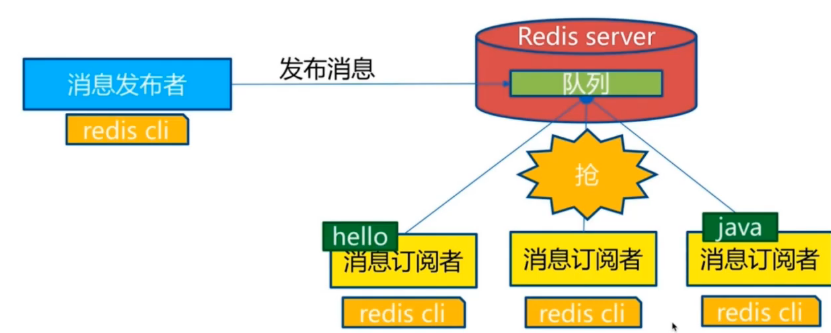 Redis server
发布消息
消息发布者
队列
redis cli
抢
hello
java
消息订阅者
消息订阅者
消息订阅者
redis cli
redis cli
redis cli